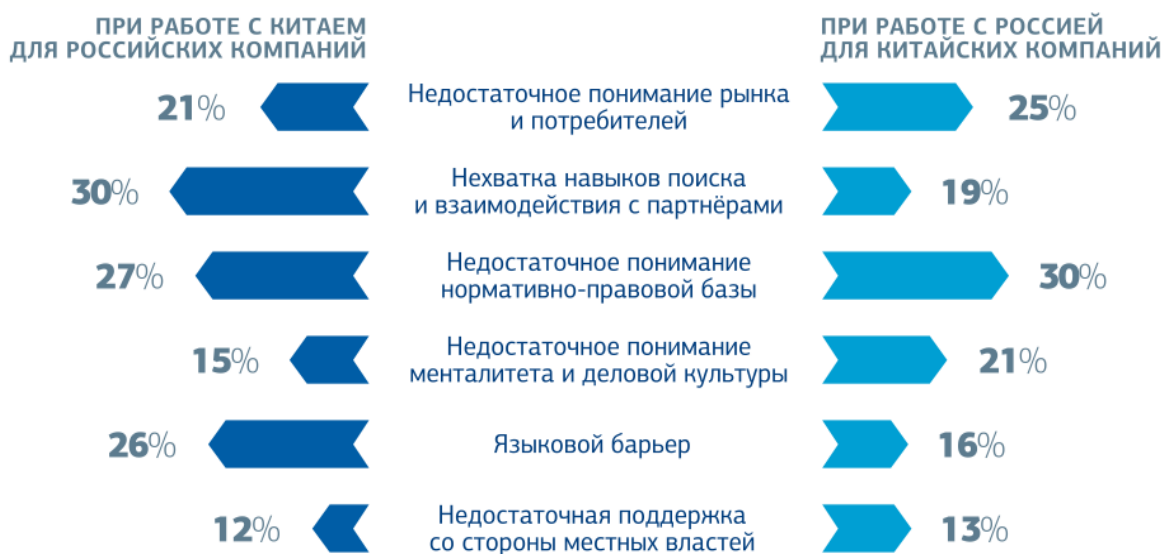 ПРИ РАБОТЕ С КИТАЕМ
ДЛЯ РОССИЙСКИХ КОМПАНИЙ
ПРИ РАБОТЕ С РОССИЕЙ
ДЛЯ КИТАЙСКИХ КОМПАНИЙ
21%
Недостаточное понимание рынка
и потребителей
25%
30%
Нехватка навыков поиска
и взаимодействия с партнёрами
19%
27%
Недостаточное понимание
нормативно-правовой базы
30%
15%
Недостаточное понимание
менталитета и деловой культуры
21%
26%
Языковой барьер
16%
12%
Недостаточная поддержка
со стороны местных властей
13%